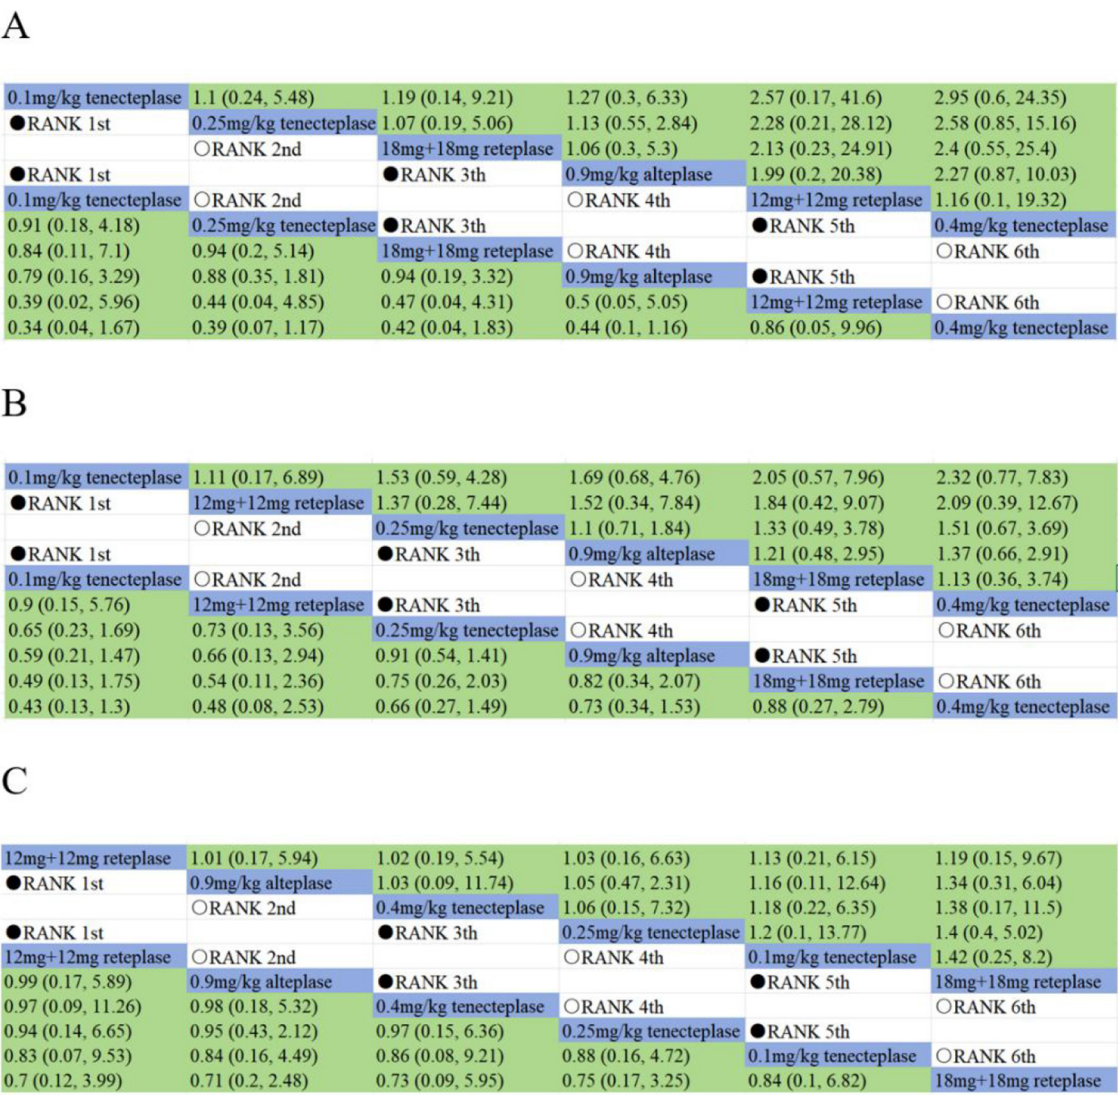 A
0.1mg/kg tenecteplase 1.1 (0.24, 5.48) 1.19 (0.14, 9.21) 1.27 (0.3, 6.33) 2.57 (0.17, 41.6) 2.95 (0.6, 24.35)
●RANK 1st 0.25mg/kg tenecteplase 1.07 (0.19, 5.06) 1.13 (0.55, 2.84) 2.28 (0.21, 28.12) 2.58 (0.85, 15.16)
○RANK 2nd 18mg+18mg reteplase 1.06 (0.3, 5.3) 2.13 (0.23, 24.91) 2.4 (0.55, 25.4)
●RANK 1st ●RANK 3th 0.9mg/kg alteplase 1.99 (0.2, 20.38) 2.27 (0.87, 10.03)
0.1mg/kg tenecteplase ○RANK 2nd ○RANK 4th 12mg+12mg reteplase 1.16 (0.1, 19.32)
0.91 (0.18, 4.18) 0.25mg/kg tenecteplase ●RANK 3th ●RANK 5th 0.4mg/kg tenecteplase
0.84 (0.11, 7.1) 0.94 (0.2, 5.14) 18mg+18mg reteplase ○RANK 4th ○RANK 6th
0.79 (0.16, 3.29) 0.88 (0.35, 1.81) 0.94 (0.19, 3.32) 0.9mg/kg alteplase ●RANK 5th
0.39 (0.02, 5.96) 0.44 (0.04, 4.85) 0.47 (0.04, 4.31) 0.5 (0.05, 5.05) 12mg+12mg reteplase ○RANK 6th
0.34 (0.04, 1.67) 0.39 (0.07, 1.17) 0.42 (0.04, 1.83) 0.44 (0.1, 1.16) 0.86 (0.05, 9.96) 0.4mg/kg tenecteplase
B
0.1mg/kg tenecteplase 1.11 (0.17, 6.89) 1.53 (0.59, 4.28) 1.69 (0.68, 4.76) 2.05 (0.57, 7.96) 2.32 (0.77, 7.83)
●RANK 1st 12mg+12mg reteplase 1.37 (0.28, 7.44) 1.52 (0.34, 7.84) 1.84 (0.42, 9.07) 2.09 (0.39, 12.67)
○RANK 2nd 0.25mg/kg tenecteplase 1.1 (0.71, 1.84) 1.33 (0.49, 3.78) 1.51 (0.67, 3.69)
●RANK 1st ●RANK 3th 0.9mg/kg alteplase 1.21 (0.48, 2.95) 1.37 (0.66, 2.91)
0.1mg/kg tenecteplase ○RANK 2nd ○RANK 4th 18mg+18mg reteplase 1.13 (0.36, 3.74)
0.9 (0.15, 5.76) 12mg+12mg reteplase ●RANK 3th ●RANK 5th 0.4mg/kg tenecteplase
0.65 (0.23, 1.69) 0.73 (0.13, 3.56) 0.25mg/kg tenecteplase ○RANK 4th ○RANK 6th
0.59 (0.21, 1.47) 0.66 (0.13, 2.94) 0.91 (0.54, 1.41) 0.9mg/kg alteplase ●RANK 5th
0.49 (0.13, 1.75) 0.54 (0.11, 2.36) 0.75 (0.26, 2.03) 0.82 (0.34, 2.07) 18mg+18mg reteplase ○RANK 6th
0.43 (0.13, 1.3) 0.48 (0.08, 2.53) 0.66 (0.27, 1.49) 0.73 (0.34, 1.53) 0.88 (0.27, 2.79) 0.4mg/kg tenecteplase
C
12mg+12mg reteplase 1.01 (0.17, 5.94) 1.02 (0.19, 5.54) 1.03 (0.16, 6.63) 1.13 (0.21, 6.15) 1.19 (0.15, 9.67)
●RANK 1st 0.9mg/kg alteplase 1.03 (0.09, 11.74) 1.05 (0.47, 2.31) 1.16 (0.11, 12.64) 1.34 (0.31, 6.04)
○RANK 2nd 0.4mg/kg tenecteplase 1.06 (0.15, 7.32) 1.18 (0.22, 6.35) 1.38 (0.17, 11.5)
●RANK 1st ●RANK 3th 0.25mg/kg tenecteplase 1.2 (0.1, 13.77) 1.4 (0.4, 5.02)
12mg+12mg reteplase ○RANK 2nd ○RANK 4th 0.1mg/kg tenecteplase 1.42 (0.25, 8.2)
0.99 (0.17, 5.89) 0.9mg/kg alteplase ●RANK 3th ●RANK 5th 18mg+18mg reteplase
0.97 (0.09, 11.26) 0.98 (0.18, 5.32) 0.4mg/kg tenecteplase ○RANK 4th ○RANK 6th
0.94 (0.14, 6.65) 0.95 (0.43, 2.12) 0.97 (0.15, 6.36) 0.25mg/kg tenecteplase ●RANK 5th
0.83 (0.07, 9.53) 0.84 (0.16, 4.49) 0.86 (0.08, 9.21) 0.88 (0.16, 4.72) 0.1mg/kg tenecteplase ○RANK 6th
0.7 (0.12, 3.99) 0.71 (0.2, 2.48) 0.73 (0.09, 5.95) 0.75 (0.17, 3.25) 0.84 (0.1, 6.82) 18mg+18mg reteplase